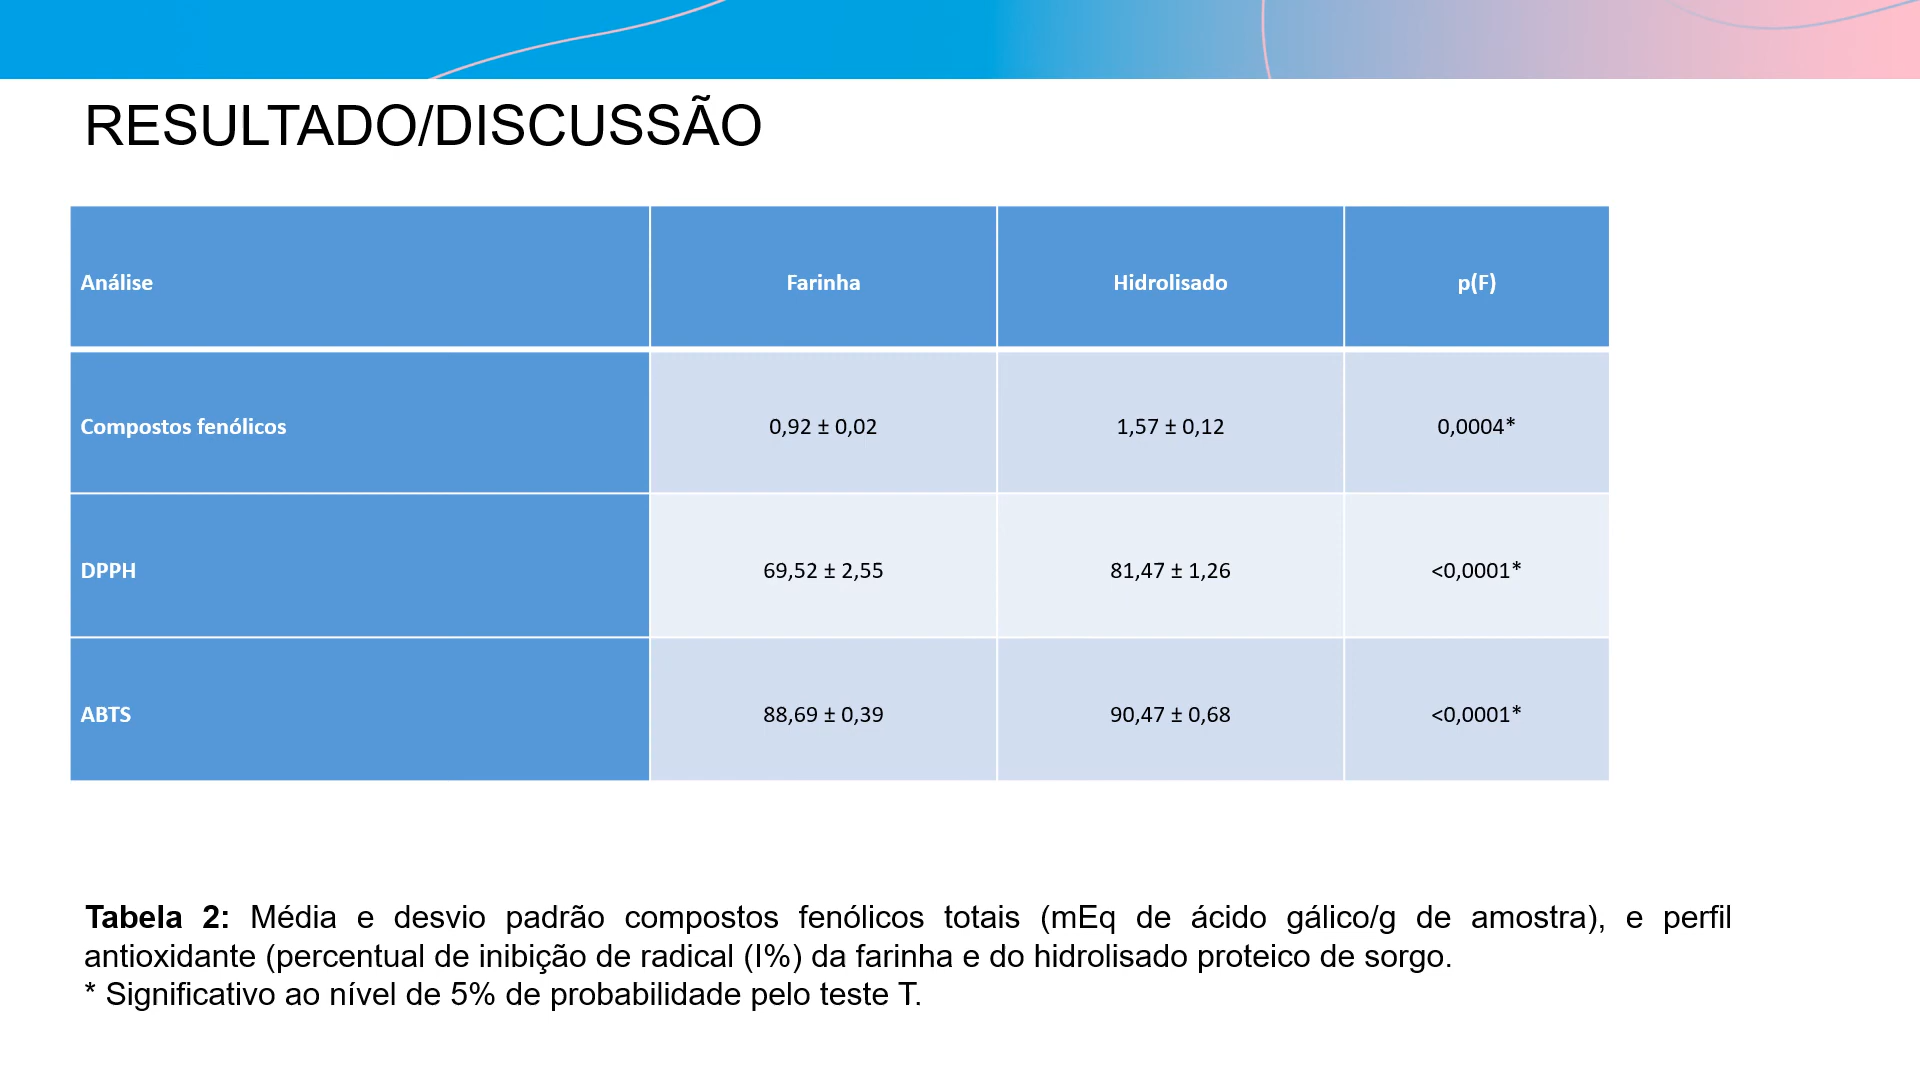 RESULTADO/DISCUSSÃO
Análise Farinha Hidrolisado p(F)
Compostos fenólicos 0,92 ± 0,02 1,57 ± 0,12 0,0004*
DPPH 69,52 ± 2,55 81,47 ± 1,26 <0,0001*
ABTS 88,69 ± 0,39 90,47 ± 0,68 <0,0001*
Tabela 2: Média e desvio padrão compostos fenólicos totais (mEq de ácido gálico/g de amostra), e perfil
antioxidante (percentual de inibição de radical (I%) da farinha e do hidrolisado proteico de sorgo.
* Significativo ao nível de 5% de probabilidade pelo teste T.